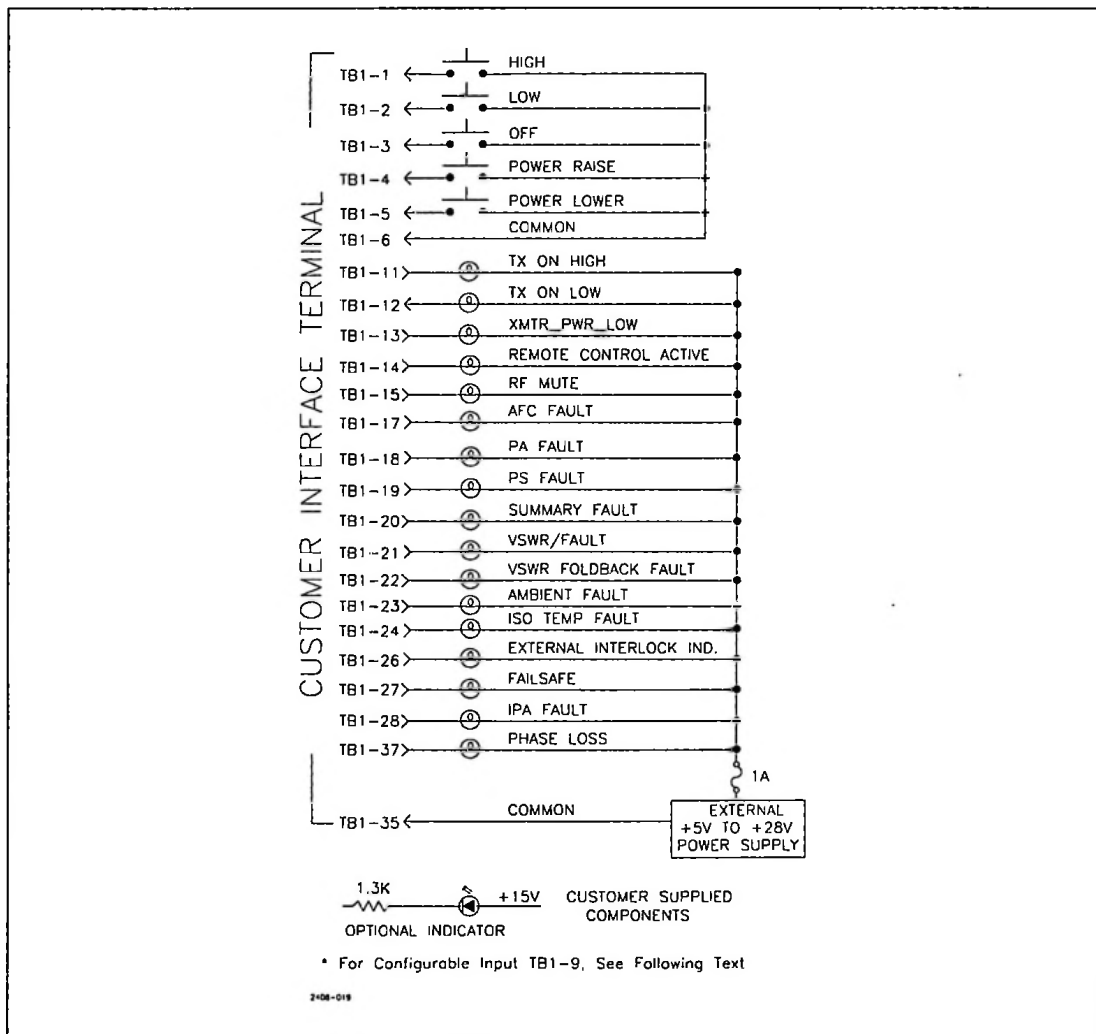 CUSTOMER INTERFACE TERMINAL
TB1-1 HIGH
TB1-2 LOW
TB1-3 OFF
TB1-4 POWER RAISE
TB1-5 POWER LOWER
TB1-6 COMMON
TB1-11 TX ON HIGH
TB1-12 TX ON LOW
TB1-13 XMTR_PWR_LOW
TB1-14 REMOTE CONTROL ACTIVE
TB1-15 RF MUTE
TB1-17 AFC FAULT
TB1-18 PA FAULT
TB1-19 PS FAULT
TB1-20 SUMMARY FAULT
TB1-21 VSWR/FAULT
TB1-22 VSWR FOLDBACK FAULT
TB1-23 AMBIENT FAULT
TB1-24 ISO TEMP FAULT
TB1-26 EXTERNAL INTERLOCK IND.
TB1-27 FAILSAFE
TB1-28 IPA FAULT
TB1-37 PHASE LOSS
1A
TB1-35 COMMON
EXTERNAL
+5V TO +28V
POWER SUPPLY
1.3K
+15V
CUSTOMER SUPPLIED
COMPONENTS
OPTIONAL INDICATOR
* For Configurable Input TB1-9, See Following Text
2408-019